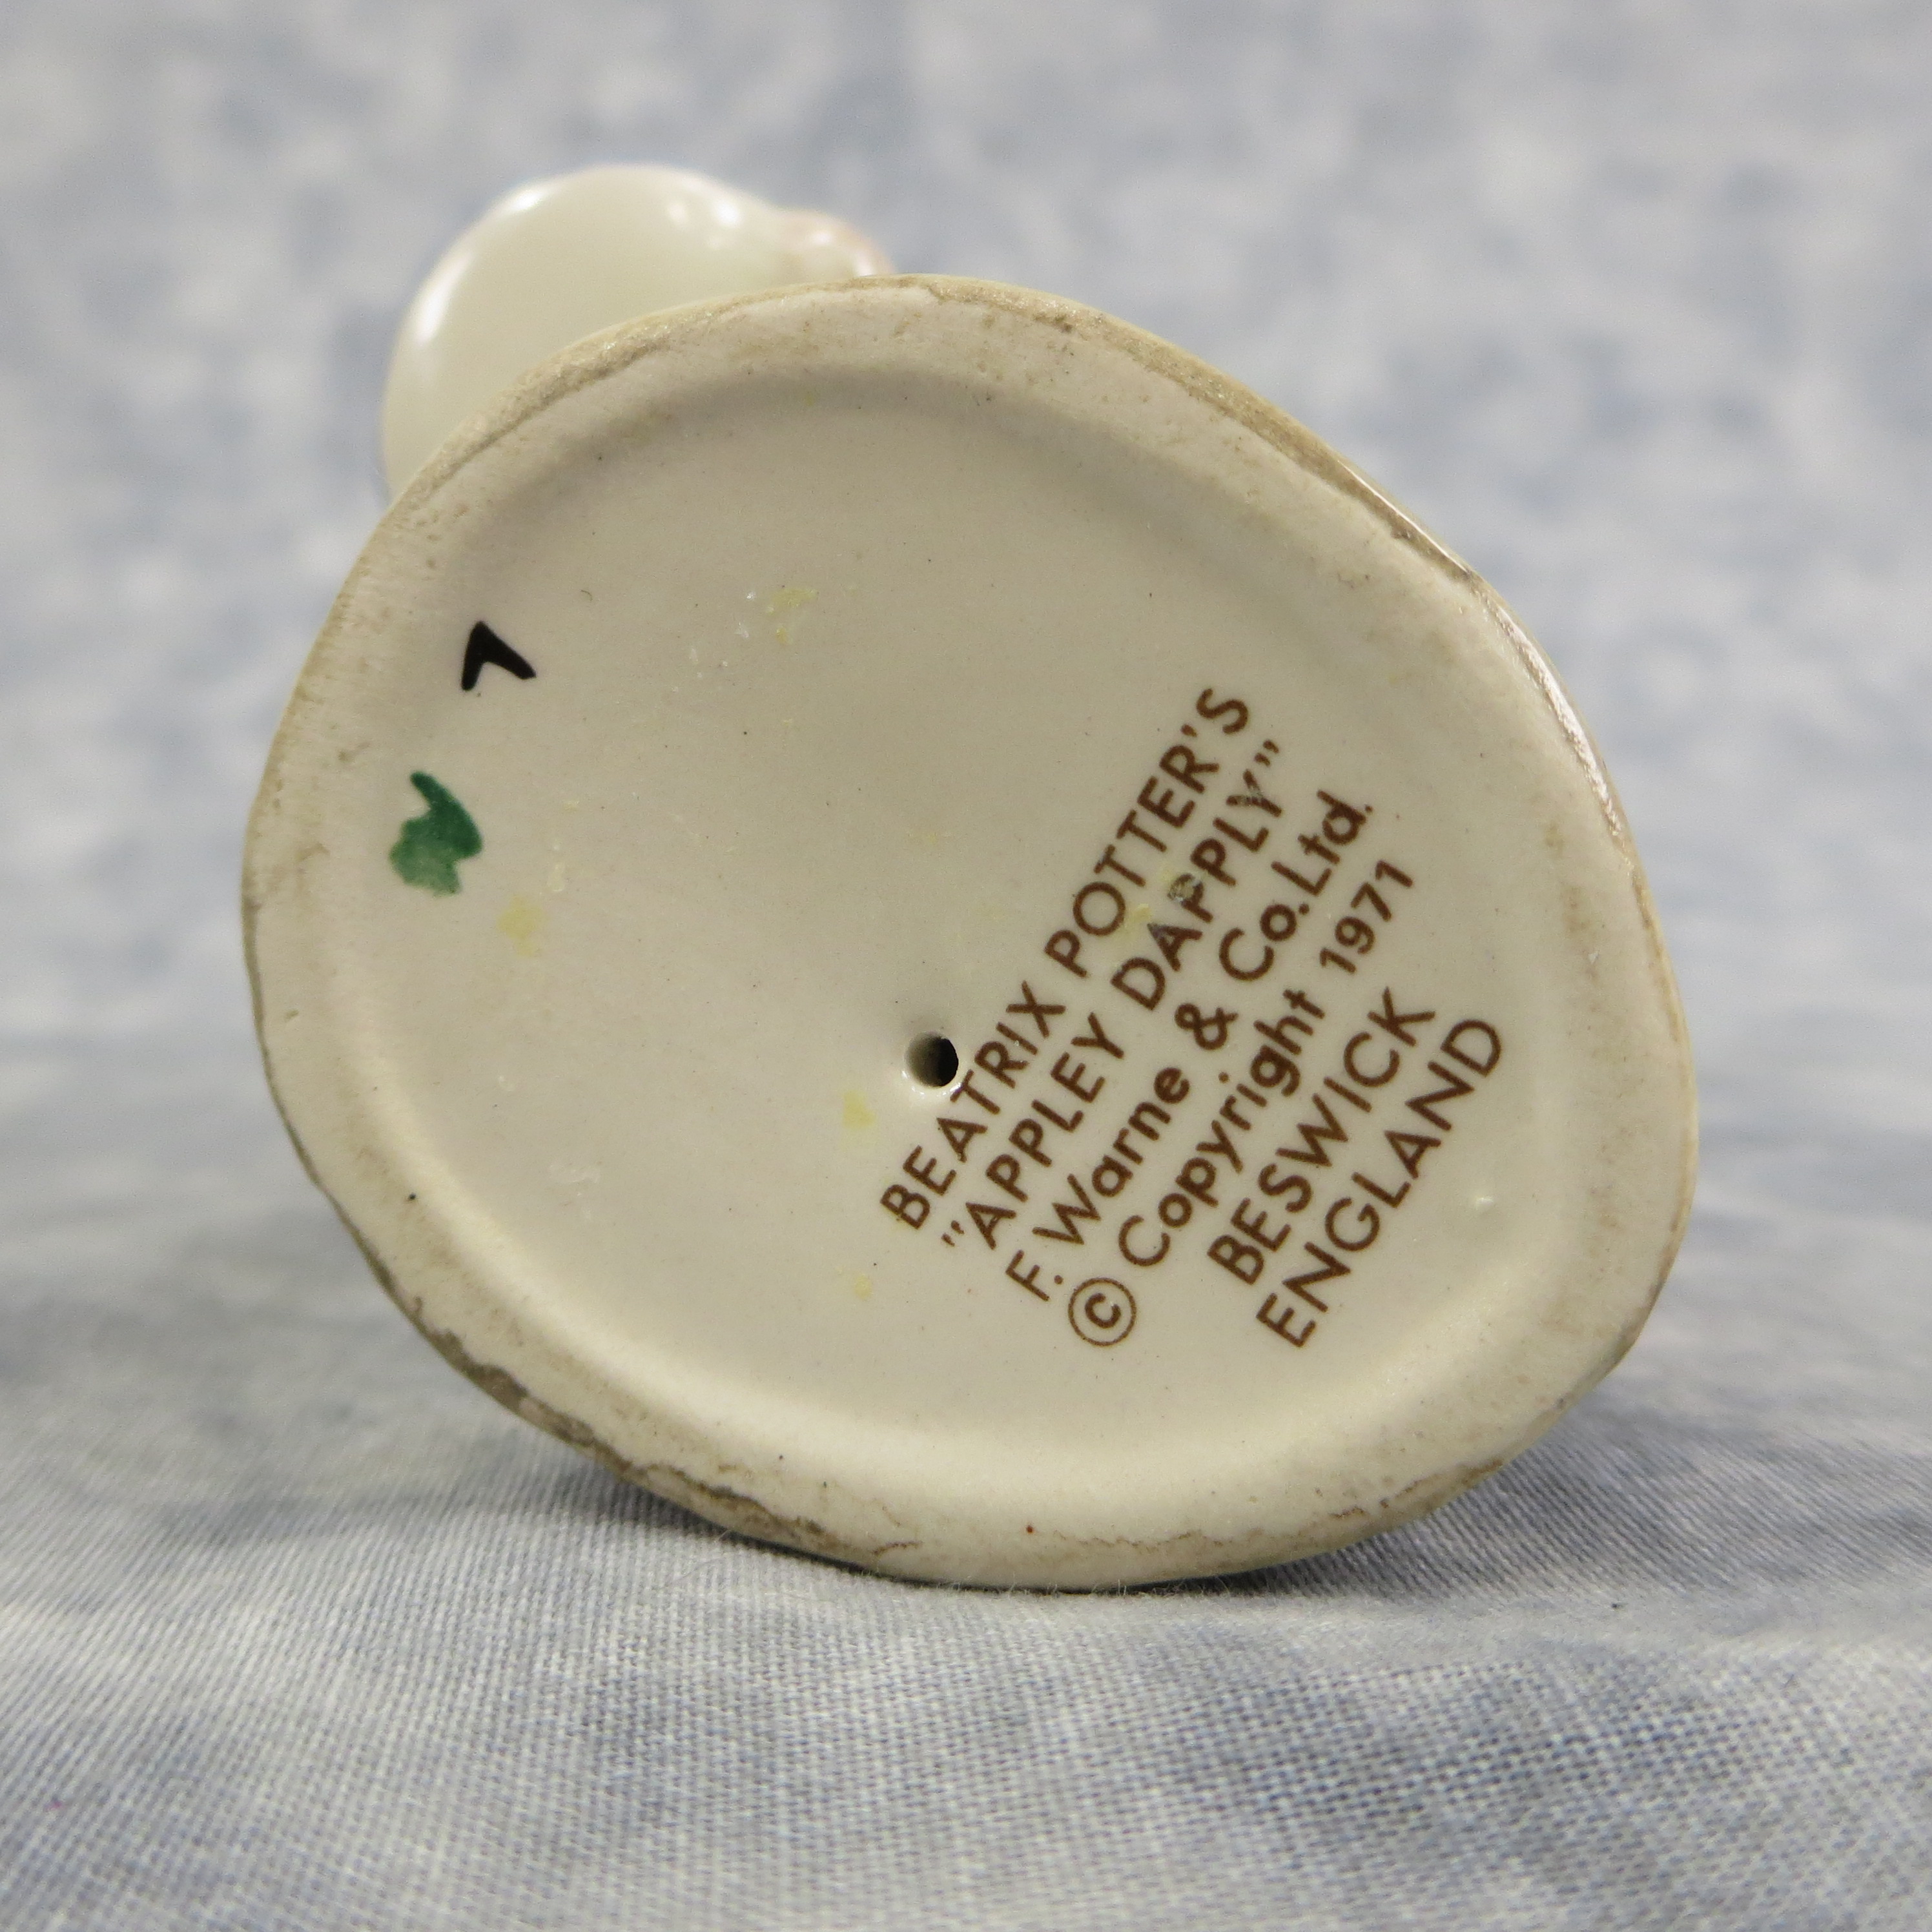 BEATRIX POTTER'S
"APPLEY DAPPLY"
F. Warne & Co.Ltd.
© Copyright 1971
BESWICK
ENGLAND